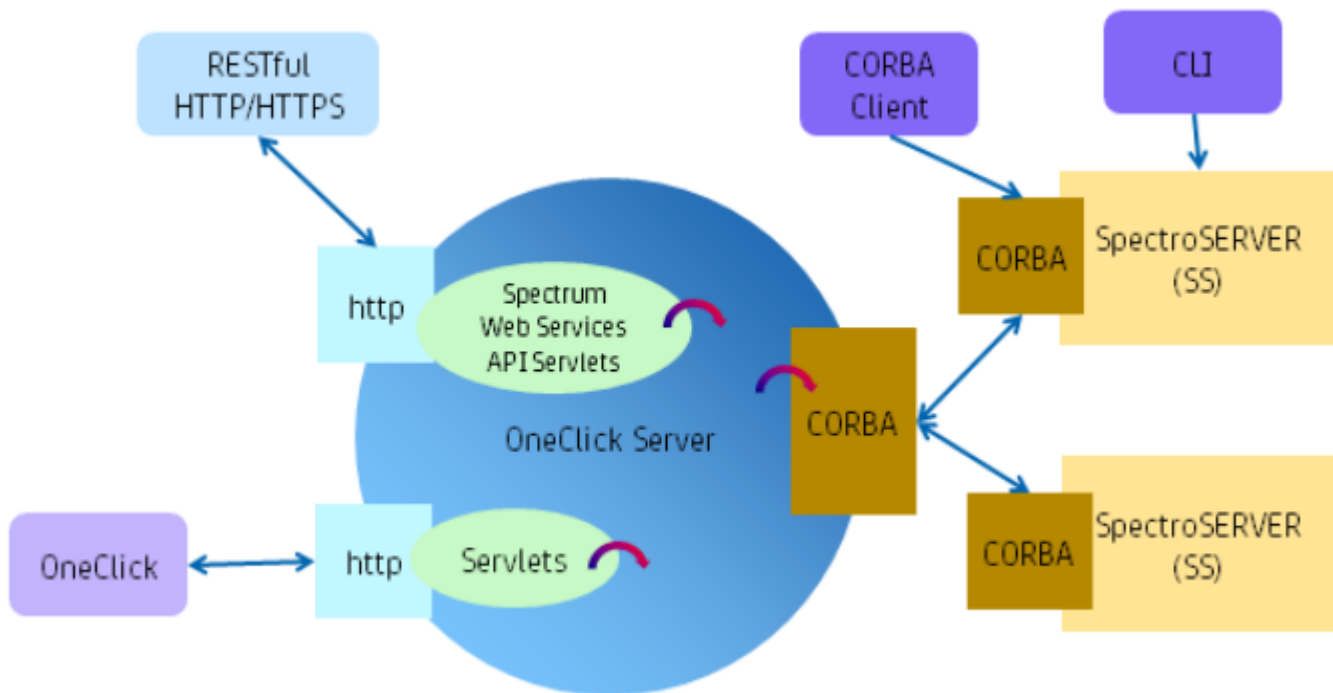 RESTful
HTTP/HTTPS
CORBA
Client
CLI
http
Spectrum
Web Services
API Servlets
CORBA
SpectroSERVER
(SS)
OneClick Server
CORBA
OneClick
http
Servlets
CORBA
SpectroSERVER
(SS)